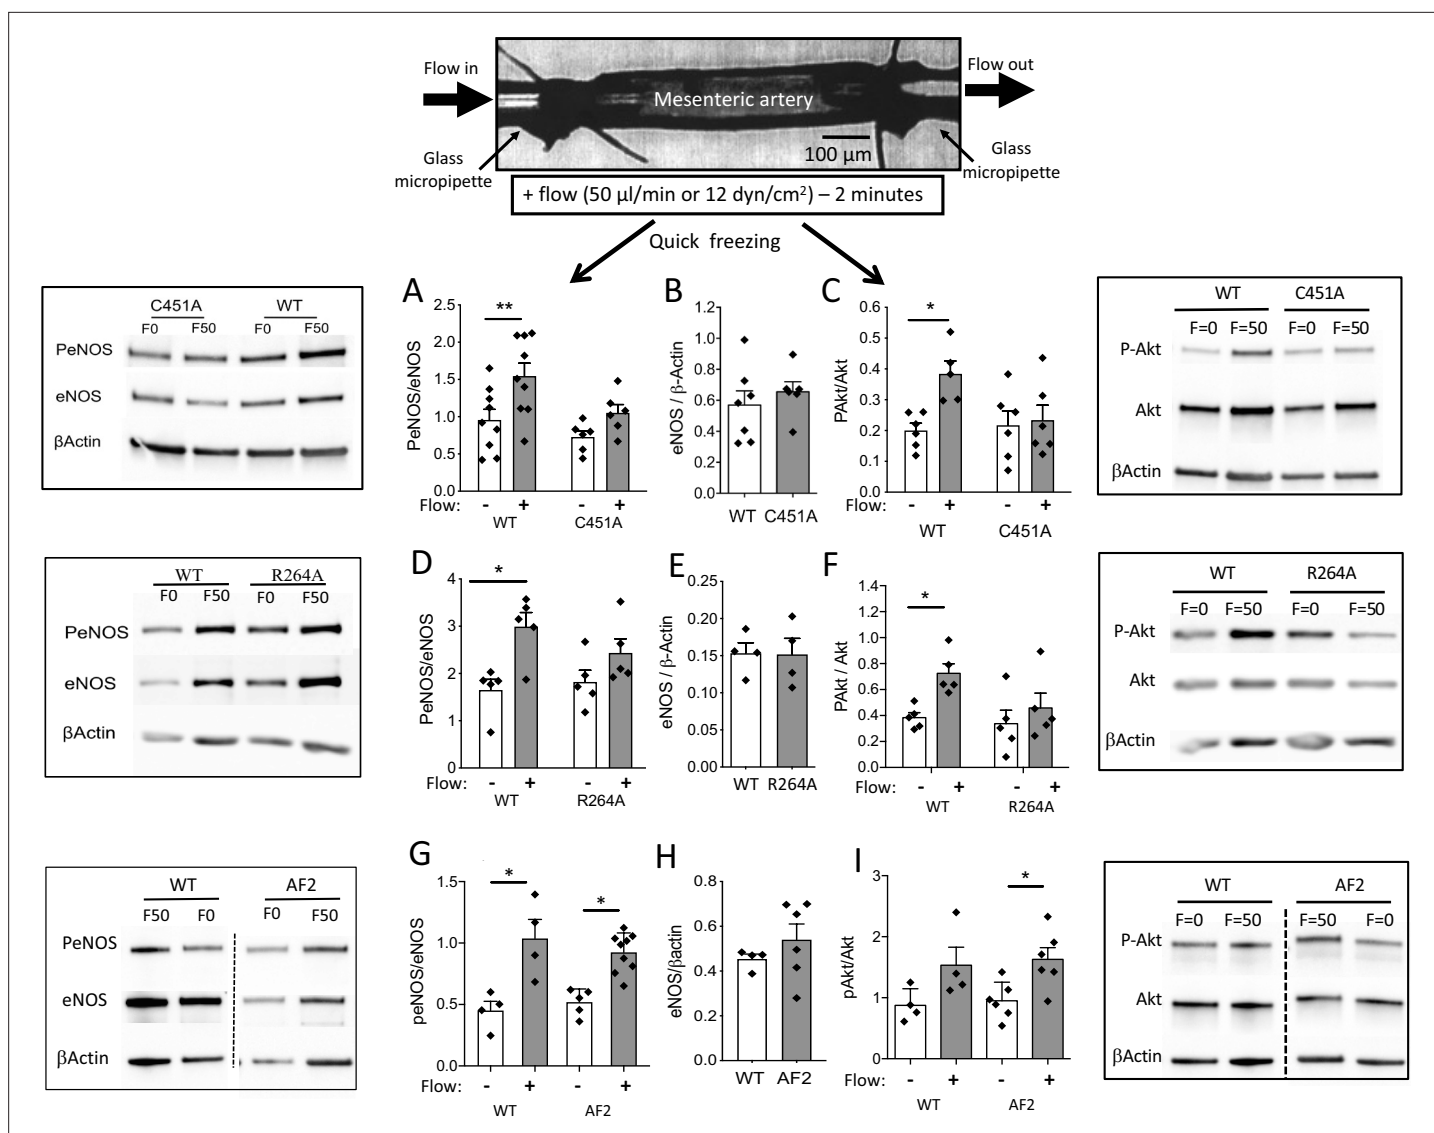 Flow in
Flow out
Mesenteric artery
100 µm
Glass
micropipette
Glass
micropipette
+ flow (50 µl/min or 12 dyn/cm²) – 2 minutes
Quick freezing
C451A WT
F0 F50 F0 F50
PeNOS
eNOS
βActin
A
PeNOS/eNOS
2.5
2.0
1.5
1.0
0.5
0.0
**
Flow: - + - +
WT C451A
B
eNOS / β-Actin
1.2
1.0
0.8
0.6
0.4
0.2
0.0
WT C451A
C
PAkt/Akt
0.6
0.5
0.4
0.3
0.2
0.1
0.0
*
Flow: - + - +
WT C451A
WT C451A
F=0 F=50 F=0 F=50
P-Akt
Akt
βActin
WT R264A
F0 F50 F0 F50
PeNOS
eNOS
βActin
D
PeNOS/eNOS
4
3
2
1
0
*
Flow: - + - +
WT R264A
E
eNOS / β-Actin
0.25
0.20
0.15
0.10
0.05
0.00
WT R264A
F
PAkt / Akt
1.4
1.2
1.0
0.8
0.6
0.4
0.2
0.0
*
Flow: - + - +
WT R264A
WT R264A
F=0 F=50 F=0 F=50
P-Akt
Akt
βActin
WT AF2
F50 F0 F0 F50
PeNOS
eNOS
βActin
G
peNOS/eNOS
1.5
1.0
0.5
0.0
* *
Flow: - + - +
WT AF2
H
eNOS/βactin
0.8
0.6
0.4
0.2
0.0
WT AF2
I
pAkt/Akt
3
2
1
0
*
Flow: - + - +
WT AF2
WT AF2
F=0 F=50 F=50 F=0
P-Akt
Akt
βActin